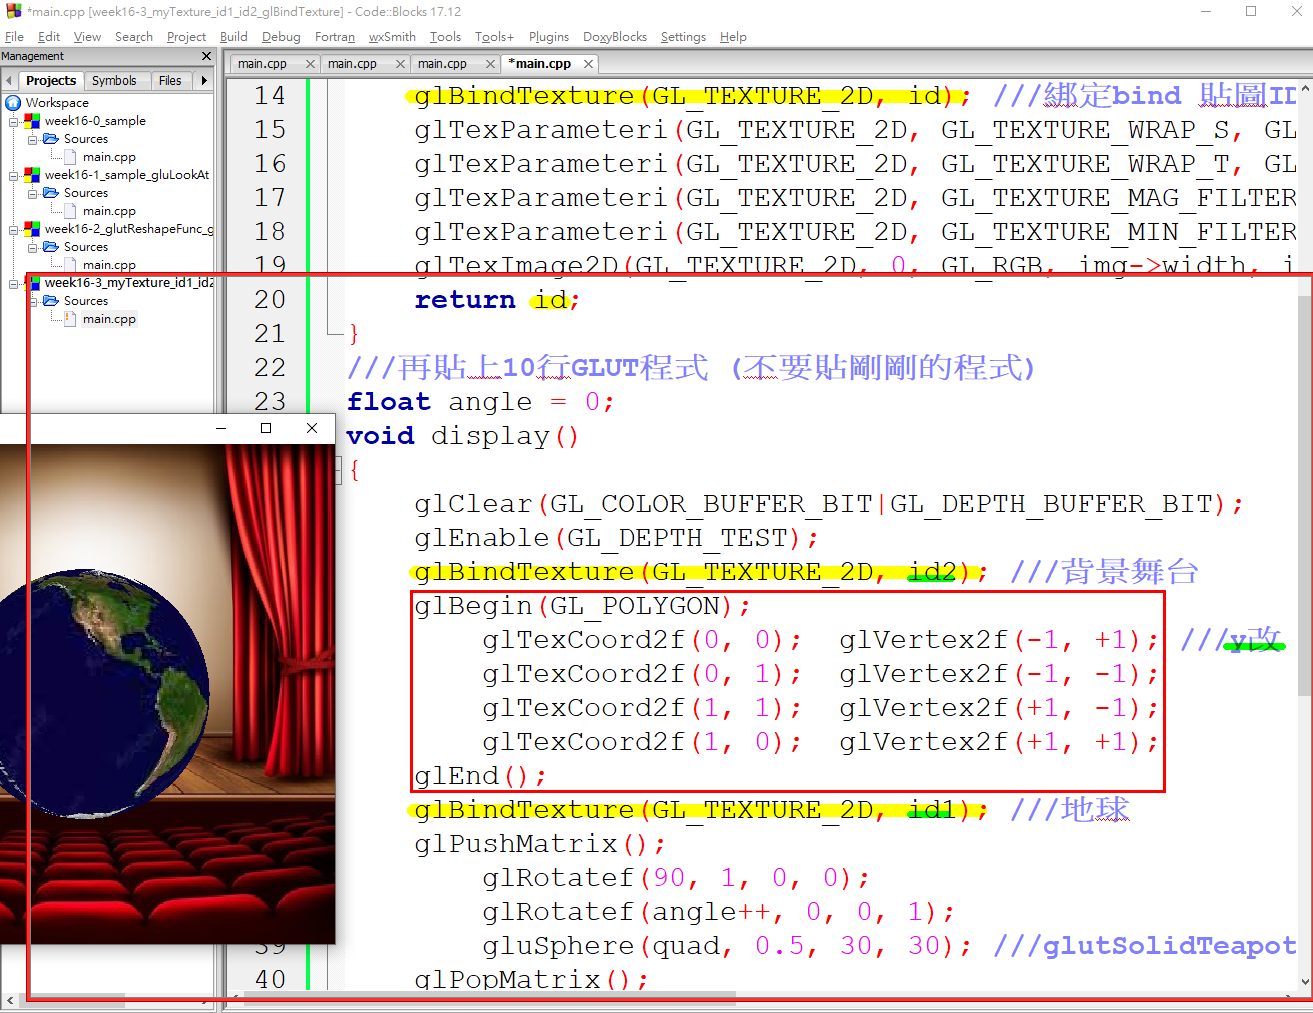 *main.cpp [week16-3_myTexture_id1_id2_glBindTexture] - Code::Blocks 17.12
File Edit View Search Project Build Debug Fortran wxSmith Tools Tools+ Plugins DoxyBlocks Settings Help
Management
Projects Symbols Files
Workspace
week16-0_sample
Sources
main.cpp
week16-1_sample_gluLookAt
Sources
main.cpp
week16-2_glutReshapeFunc_g
Sources
main.cpp
week16-3_myTexture_id1_id2
Sources
main.cpp
main.cpp main.cpp main.cpp *main.cpp
14 glBindTexture(GL_TEXTURE_2D, id); ///綁定bind 貼圖ID
15 glTexParameteri(GL_TEXTURE_2D, GL_TEXTURE_WRAP_S, GL
16 glTexParameteri(GL_TEXTURE_2D, GL_TEXTURE_WRAP_T, GL
17 glTexParameteri(GL_TEXTURE_2D, GL_TEXTURE_MAG_FILTER
18 glTexParameteri(GL_TEXTURE_2D, GL_TEXTURE_MIN_FILTER
19 glTexImage2D(GL_TEXTURE_2D, 0, GL_RGB, img->width, i
20 return id;
21 }
22 ///再貼上10行GLUT程式 (不要貼剛剛的程式)
23 float angle = 0;
void display()
{
glClear(GL_COLOR_BUFFER_BIT|GL_DEPTH_BUFFER_BIT);
glEnable(GL_DEPTH_TEST);
glBindTexture(GL_TEXTURE_2D, id2); ///背景舞台
glBegin(GL_POLYGON);
glTexCoord2f(0, 0); glVertex2f(-1, +1); ///y改
glTexCoord2f(0, 1); glVertex2f(-1, -1);
glTexCoord2f(1, 1); glVertex2f(+1, -1);
glTexCoord2f(1, 0); glVertex2f(+1, +1);
glEnd();
glBindTexture(GL_TEXTURE_2D, id1); ///地球
glPushMatrix();
glRotatef(90, 1, 0, 0);
glRotatef(angle++, 0, 0, 1);
39 gluSphere(quad, 0.5, 30, 30); ///glutSolidTeapot
40 glPopMatrix();